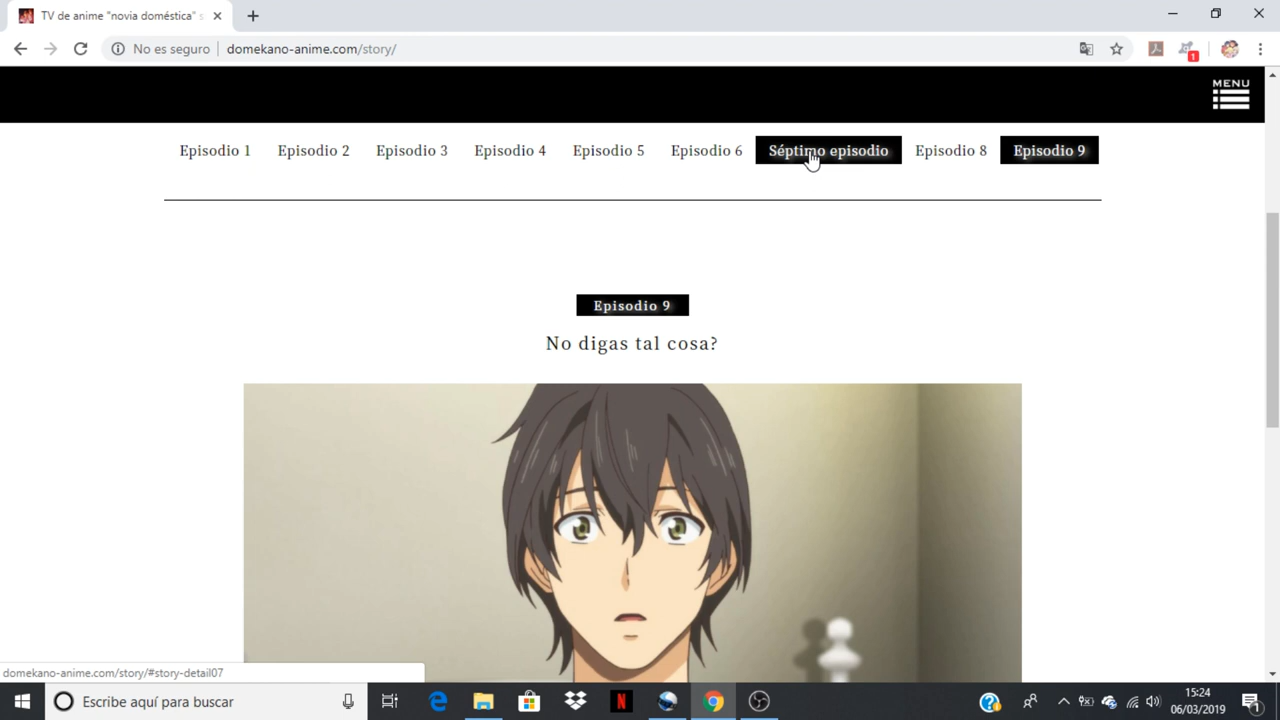 TV de anime "novia doméstica" s
No es seguro
domekano-anime.com/story/
1
MENU
Episodio 1 Episodio 2 Episodio 3 Episodio 4 Episodio 5 Episodio 6 Séptimo episodio Episodio 8 Episodio 9
Episodio 9
No digas tal cosa?
domekano-anime.com/story/#story-detail07
Escribe aquí para buscar
15:24
06/03/2019
1